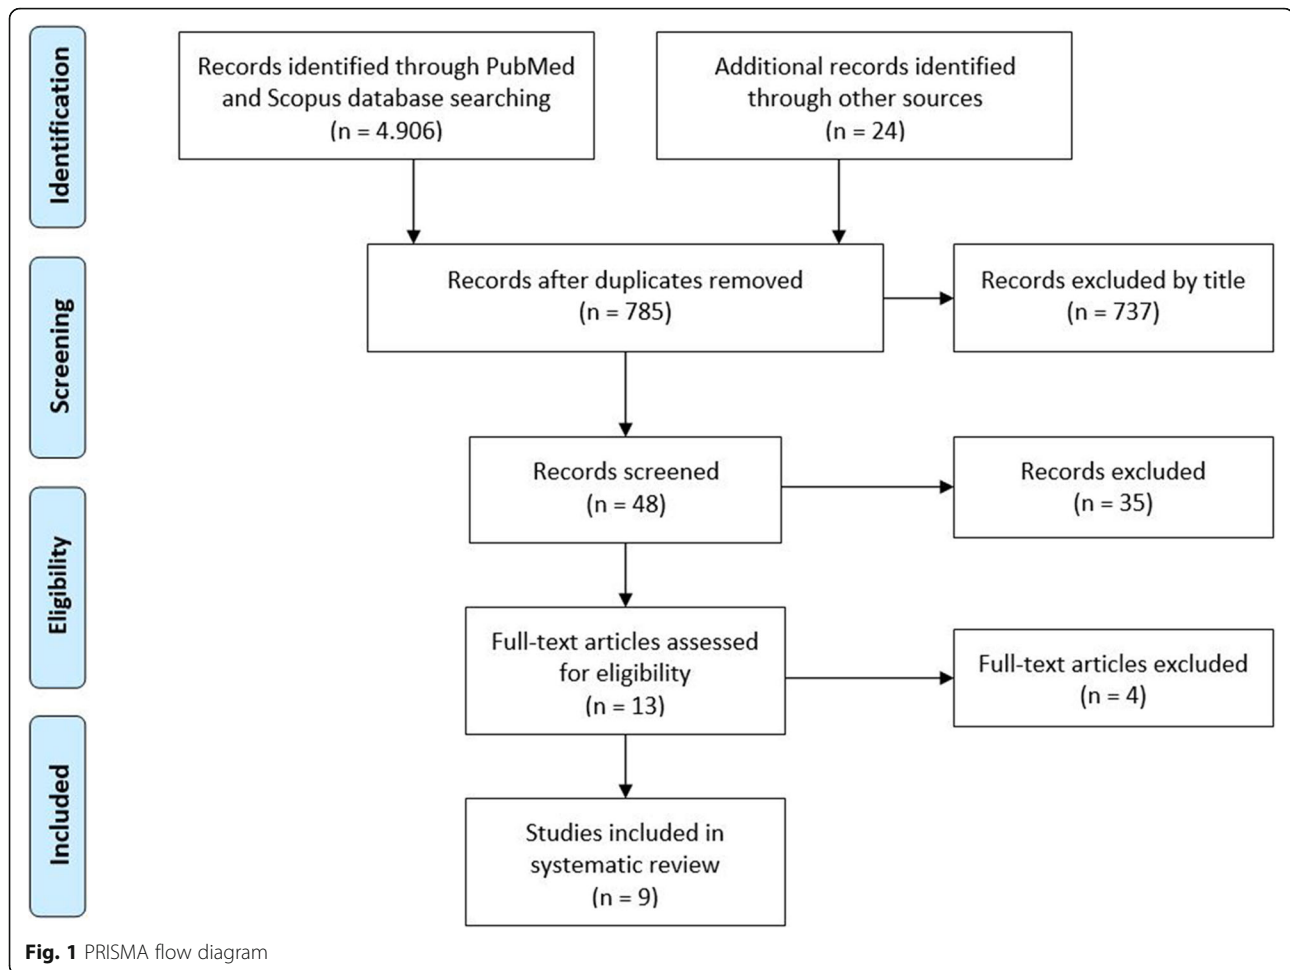 Identification
Records identified through PubMed
and Scopus database searching
(n = 4.906)
Additional records identified
through other sources
(n = 24)
Screening
Records after duplicates removed
(n = 785)
Records excluded by title
(n = 737)
Records screened
(n = 48)
Records excluded
(n = 35)
Eligibility
Full-text articles assessed
for eligibility
(n = 13)
Full-text articles excluded
(n = 4)
Included
Studies included in
systematic review
(n = 9)
Fig. 1 PRISMA flow diagram